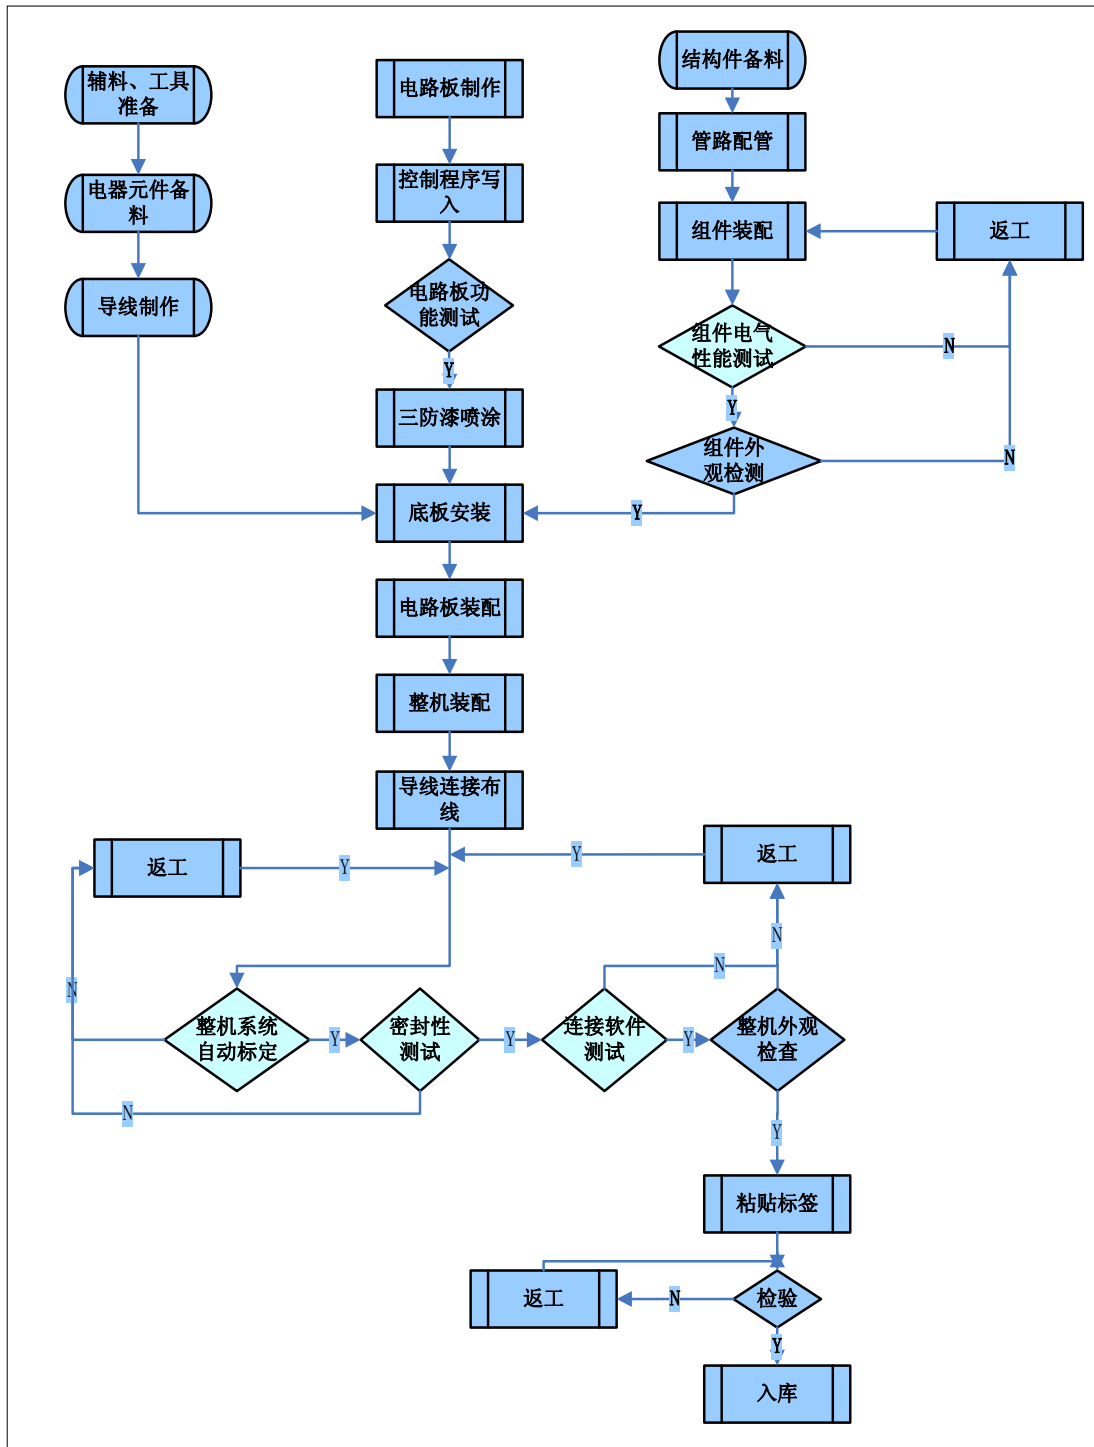 结构件备料
辅料、工具
准备
电路板制作
管路配管
电器元件备
料
控制程序写
入
组件装配
返工
导线制作
电路板功
能测试
组件电气
性能测试
N
Y
Y
三防漆喷涂
组件外
观检测
N
底板安装
Y
电路板装配
整机装配
导线连接布
线
返工
Y
Y
返工
N
N
N
整机系统
自动标定
Y
密封性
测试
Y
连接软件
测试
Y
整机外观
检查
N
Y
粘贴标签
返工
N
检验
Y
入库